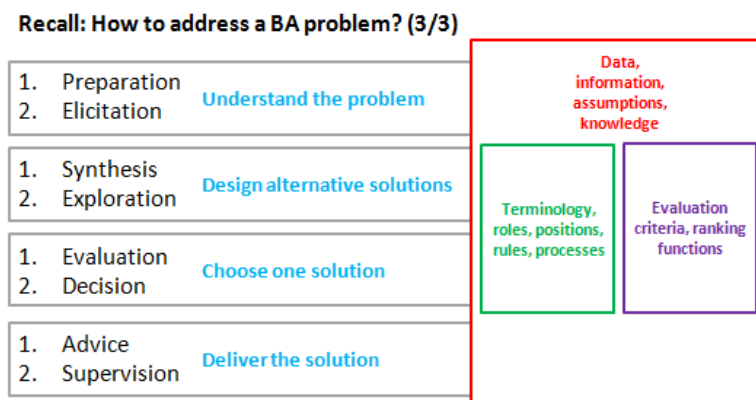 Recall: How to address a BA problem? (3/3)
1. Preparation
2. Elicitation
Understand the problem
1. Synthesis
2. Exploration
Design alternative solutions
1. Evaluation
2. Decision
Choose one solution
1. Advice
2. Supervision
Deliver the solution
Data,
information,
assumptions,
knowledge
Terminology,
roles, positions,
rules, processes
Evaluation
criteria, ranking
functions